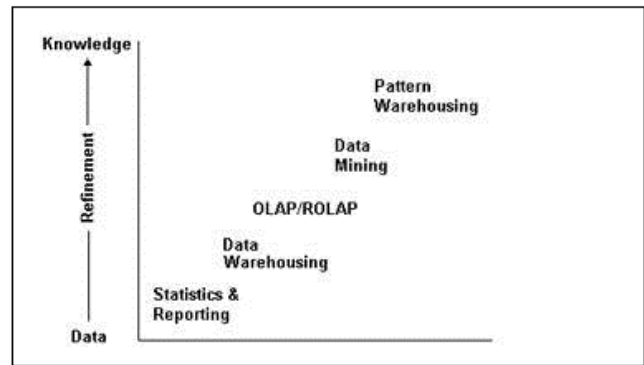 Knowledge
Pattern
Warehousing
Data
Mining
Refinement
OLAP/ROLAP
Data
Warehousing
Statistics &
Reporting
Data